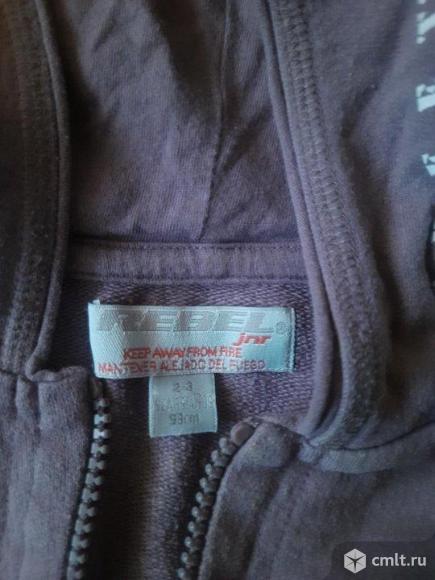 REBEL®
jnr
KEEP AWAY FROM FIRE
MANTENER ALEJADO DEL FUEGO
2-3
98cm
cmlt.ru